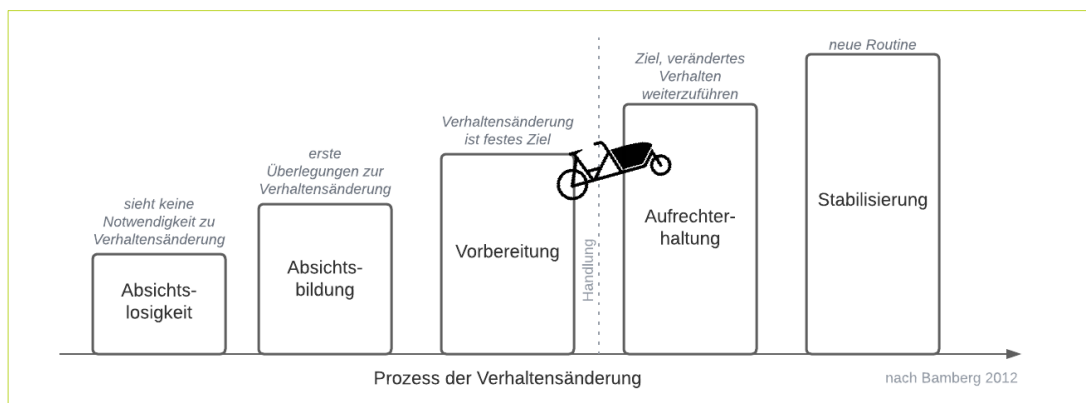 sieht keine
Notwendigkeit zu
Verhaltensänderung
Absichts-
losigkeit
erste
Überlegungen zur
Verhaltensänderung
Absichts-
bildung
Verhaltensänderung
ist festes Ziel
Vorbereitung
Handlung
Ziel, verändertes
Verhalten
weiterzuführen
Aufrechter-
haltung
neue Routine
Stabilisierung
Prozess der Verhaltensänderung
nach Bamberg 2012